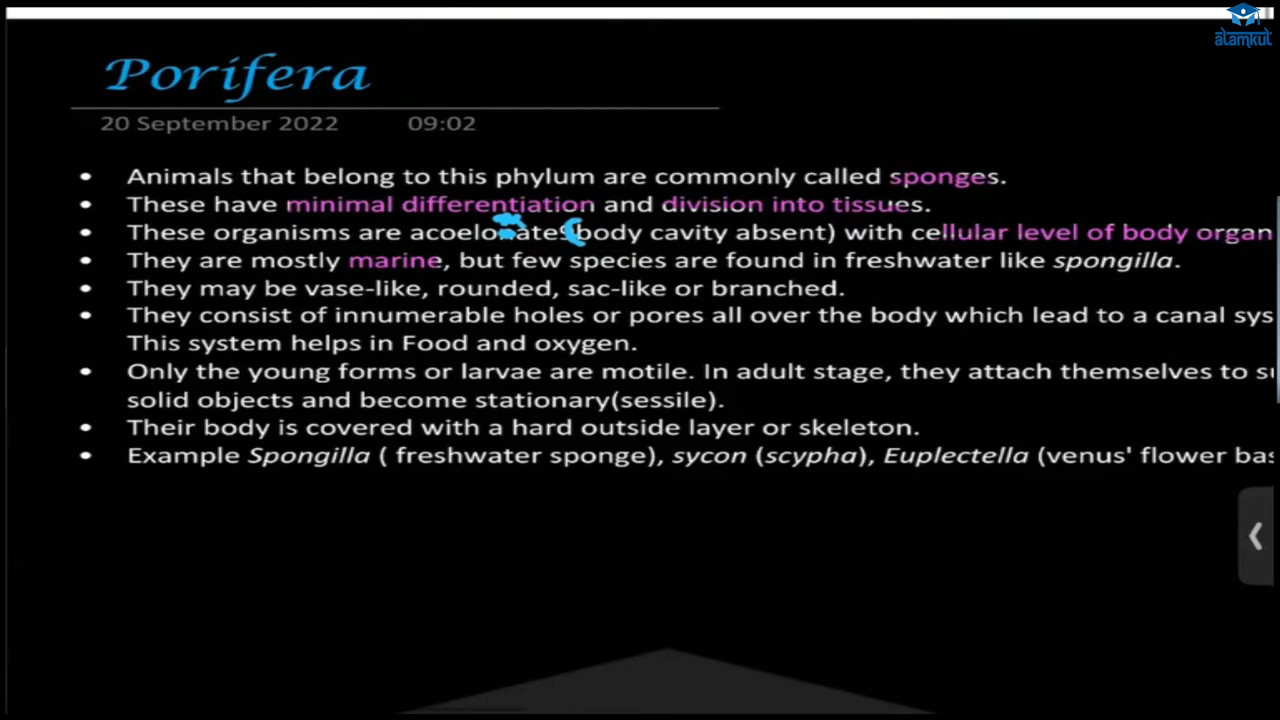 alamkul
Porifera
20 September 2022 09:02
• Animals that belong to this phylum are commonly called sponges.
• These have minimal differentiation and division into tissues.
• These organisms are acoelomates(body cavity absent) with cellular level of body organ
• They are mostly marine, but few species are found in freshwater like spongilla.
• They may be vase-like, rounded, sac-like or branched.
• They consist of innumerable holes or pores all over the body which lead to a canal sys
This system helps in Food and oxygen.
• Only the young forms or larvae are motile. In adult stage, they attach themselves to
solid objects and become stationary(sessile).
• Their body is covered with a hard outside layer or skeleton.
• Example Spongilla ( freshwater sponge), sycon (scypha), Euplectella (venus' flower bas